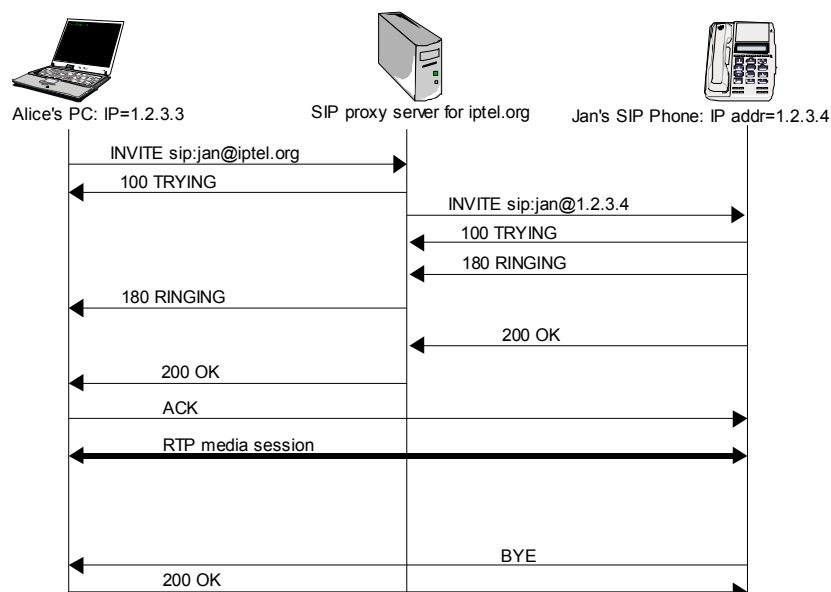 Alice's PC: IP=1.2.3.3
SIP proxy server for iptel.org
Jan's SIP Phone: IP addr=1.2.3.4
INVITE sip:jan@iptel.org
100 TRYING
INVITE sip:jan@1.2.3.4
100 TRYING
180 RINGING
180 RINGING
200 OK
200 OK
ACK
RTP media session
BYE
200 OK